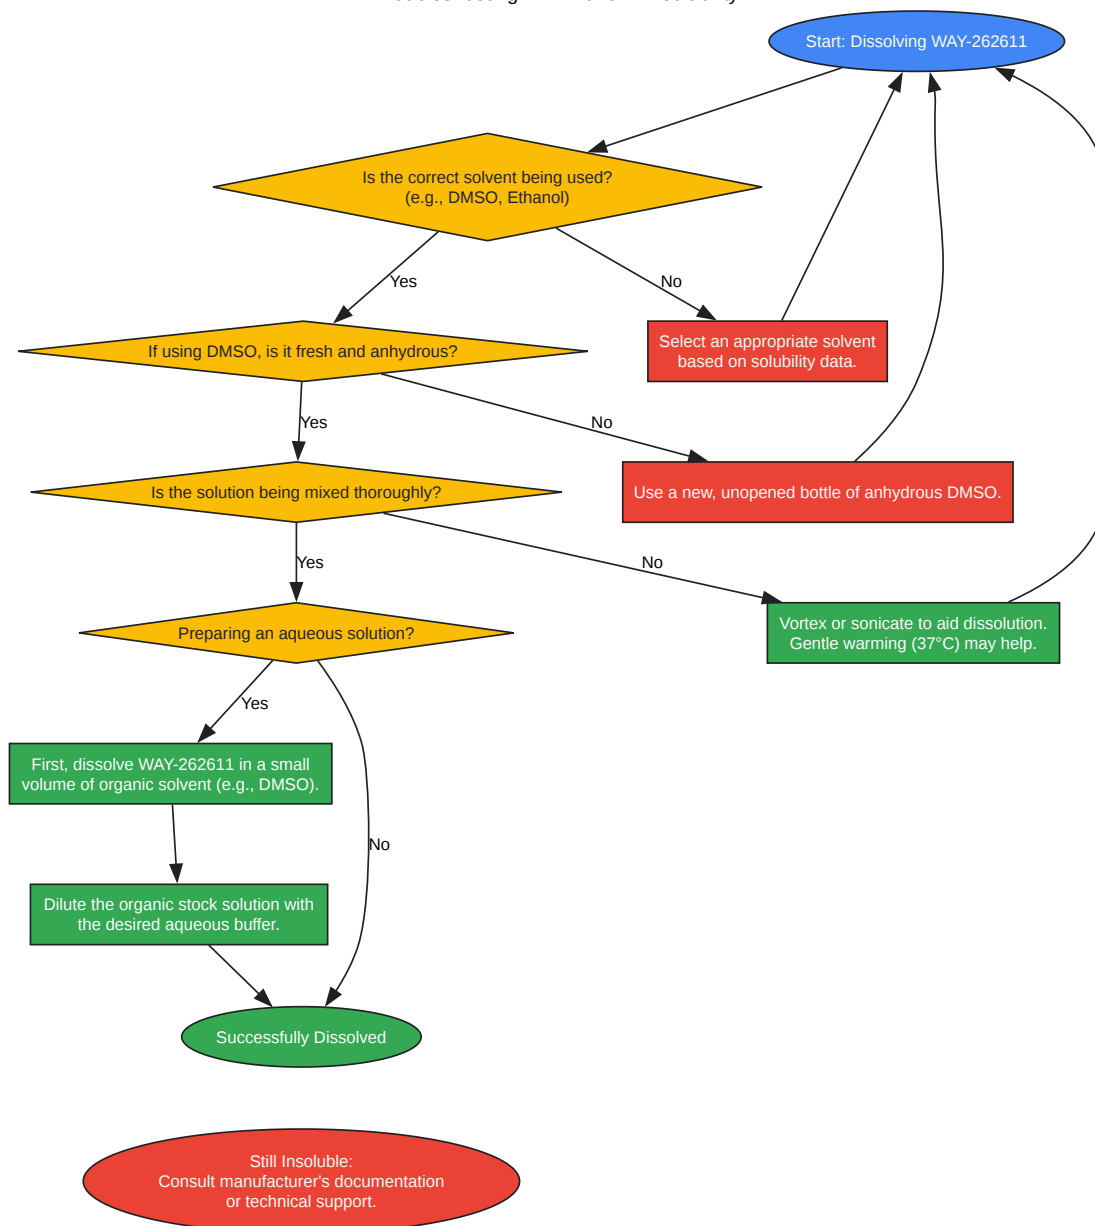 Start: Dissolving WAY-262611
Is the correct solvent being used?
(e.g., DMSO, Ethanol)
Yes
No
If using DMSO, is it fresh and anhydrous?
Select an appropriate solvent
based on solubility data.
Yes
No
Is the solution being mixed thoroughly?
Use a new, unopened bottle of anhydrous DMSO.
Yes
No
Preparing an aqueous solution?
Vortex or sonicate to aid dissolution.
Gentle warming (37°C) may help.
Yes
First, dissolve WAY-262611 in a small
volume of organic solvent (e.g., DMSO).
No
Dilute the organic stock solution with
the desired aqueous buffer.
Successfully Dissolved
Still Insoluble:
Consult manufacturer's documentation
or technical support.